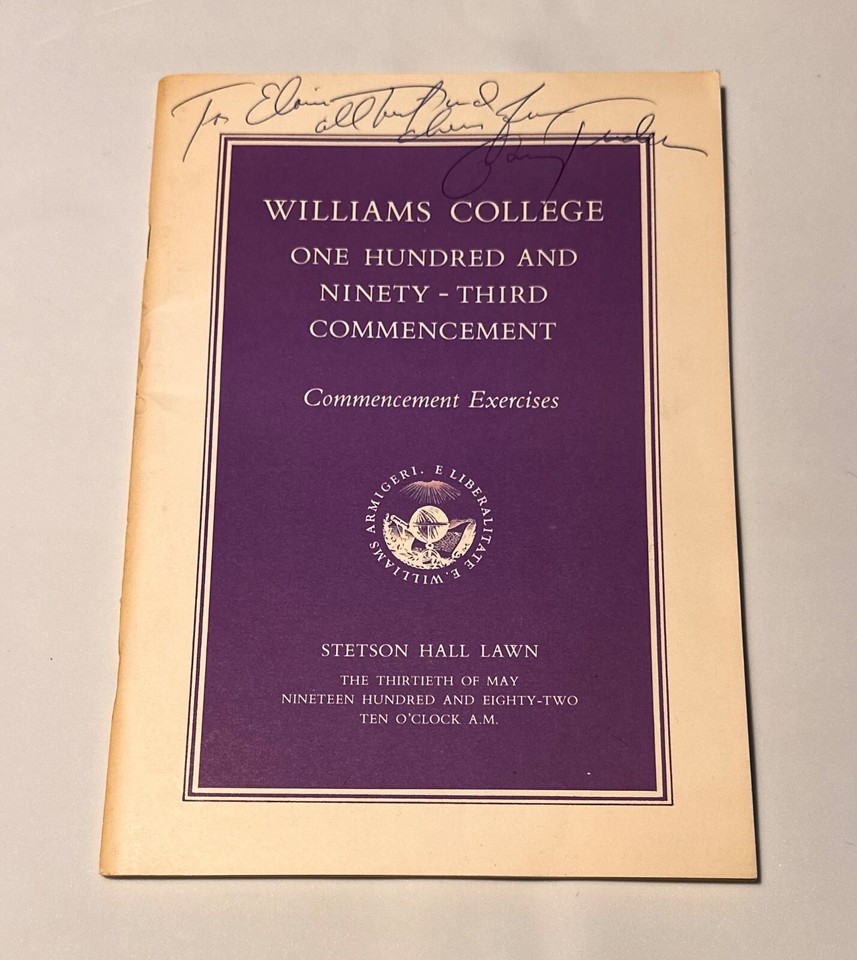 To Elaine
all best and
WILLIAMS COLLEGE
ONE HUNDRED AND
NINETY - THIRD
COMMENCEMENT
Commencement Exercises
E LIBERALITATE E. WILLIAMS ARMIGERI.
STETSON HALL LAWN
THE THIRTIETH OF MAY
NINETEEN HUNDRED AND EIGHTY-TWO
TEN O'CLOCK A.M.